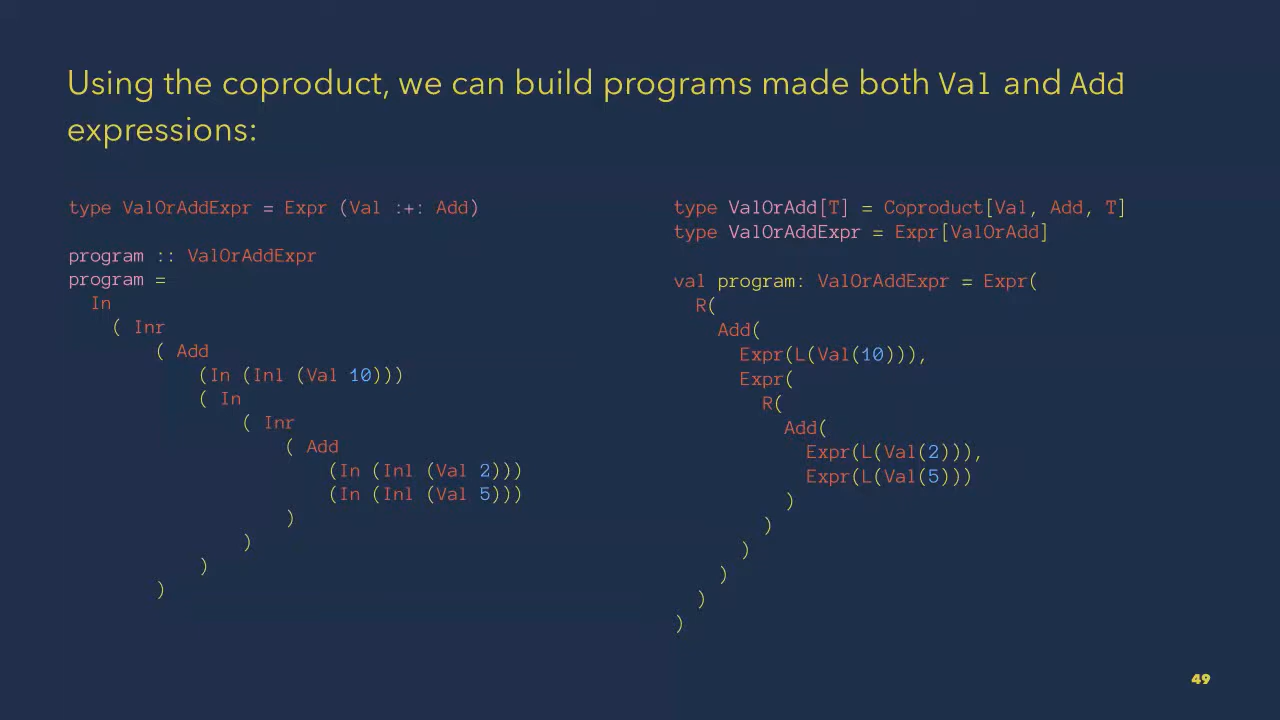 Using the coproduct, we can build programs made both Val and Add
expressions:
type ValOrAddExpr = Expr (Val :+: Add)
program :: ValOrAddExpr
program =
  In
    ( Inr
        ( Add
            (In (Inl (Val 10)))
            ( In
                ( Inr
                    ( Add
                        (In (Inl (Val 2)))
                        (In (Inl (Val 5)))
                    )
                )
            )
        )
type ValOrAdd[T] = Coproduct[Val, Add, T]
type ValOrAddExpr = Expr[ValOrAdd]
val program: ValOrAddExpr = Expr(
  R(
    Add(
      Expr(L(Val(10))),
      Expr(
        R(
          Add(
            Expr(L(Val(2))),
            Expr(L(Val(5)))
          )
        )
      )
    )
  )
)
49